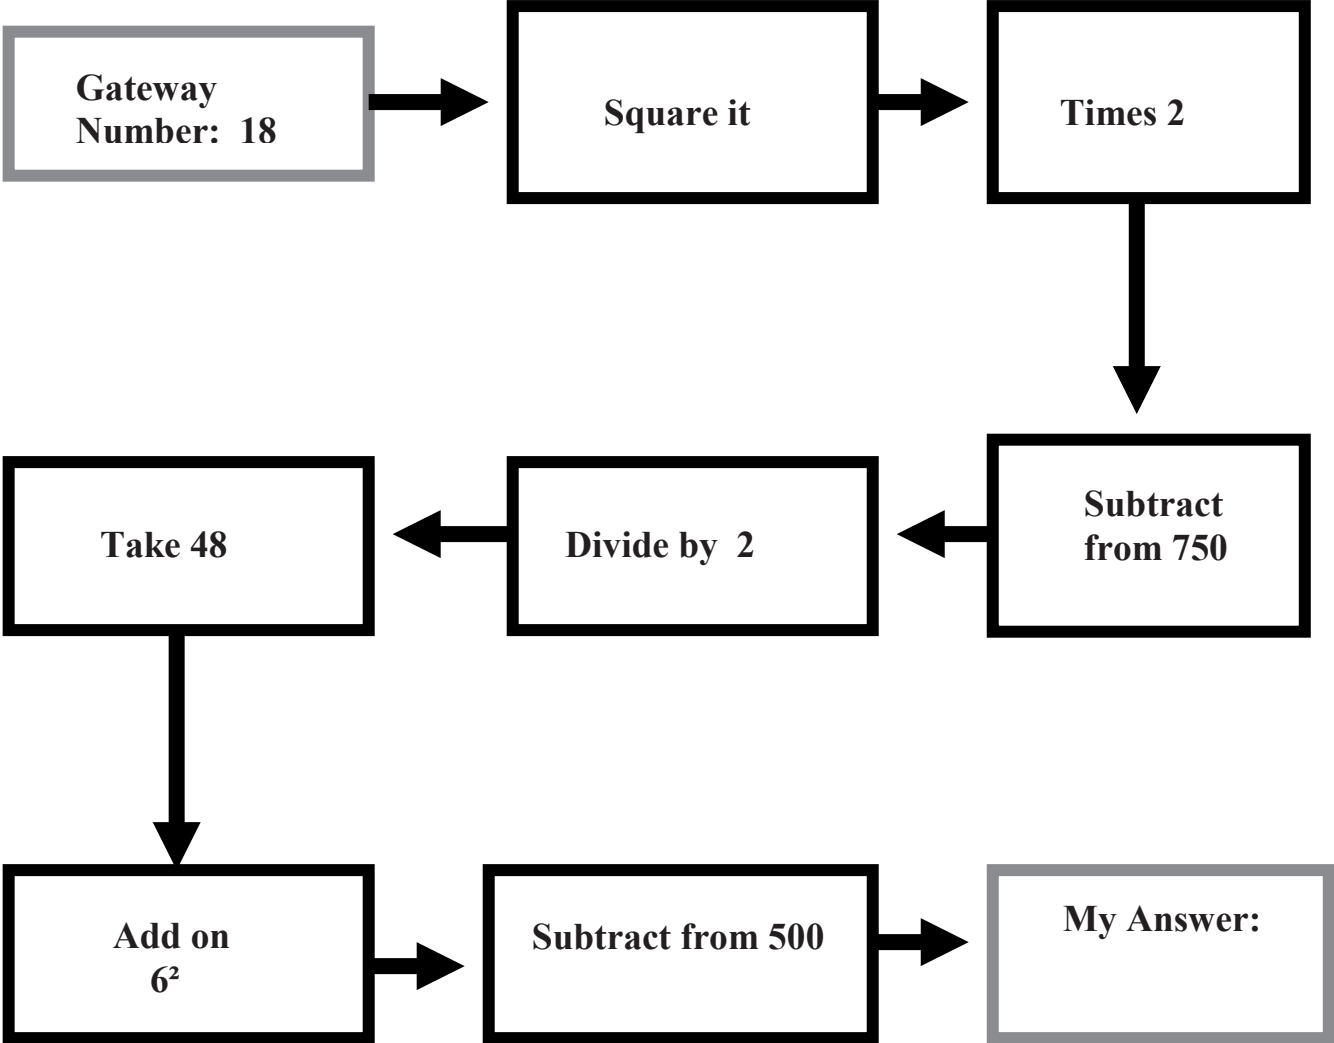 Gateway
Number:  18
Square it
Times 2
Subtract
from 750
Divide by  2
Take 48
Add on
6²
Subtract from 500
My Answer: